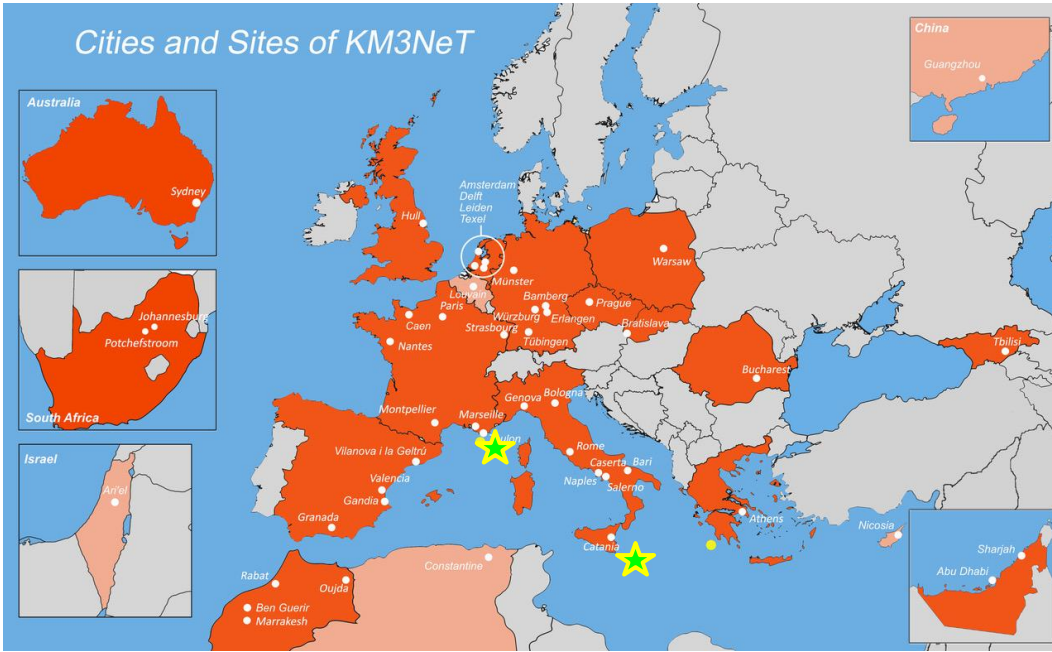 Cities and Sites of KM3NeT
China
Guangzhou
Australia
Sydney
Amsterdam
Delft
Leiden
Texel
Hull
Warsaw
Münster
Louvain
Paris
Bamberg
Prague
Caen
Würzburg
Erlangen
Strasbourg
Bratislava
Nantes
Tübingen
Johannesburg
Potchefstroom
South Africa
Tbilisi
Bucharest
Genova
Bologna
Montpellier
Marseille
Vilanova i la Geltrú
Rome
Israel
Valencia
Caserta
Bari
Naples
Salerno
Ari'el
Gandia
Granada
Athens
Catania
Nicosia
Constantine
Sharjah
Rabat
Oujda
Abu Dhabi
Ben Guerir
Marrakesh